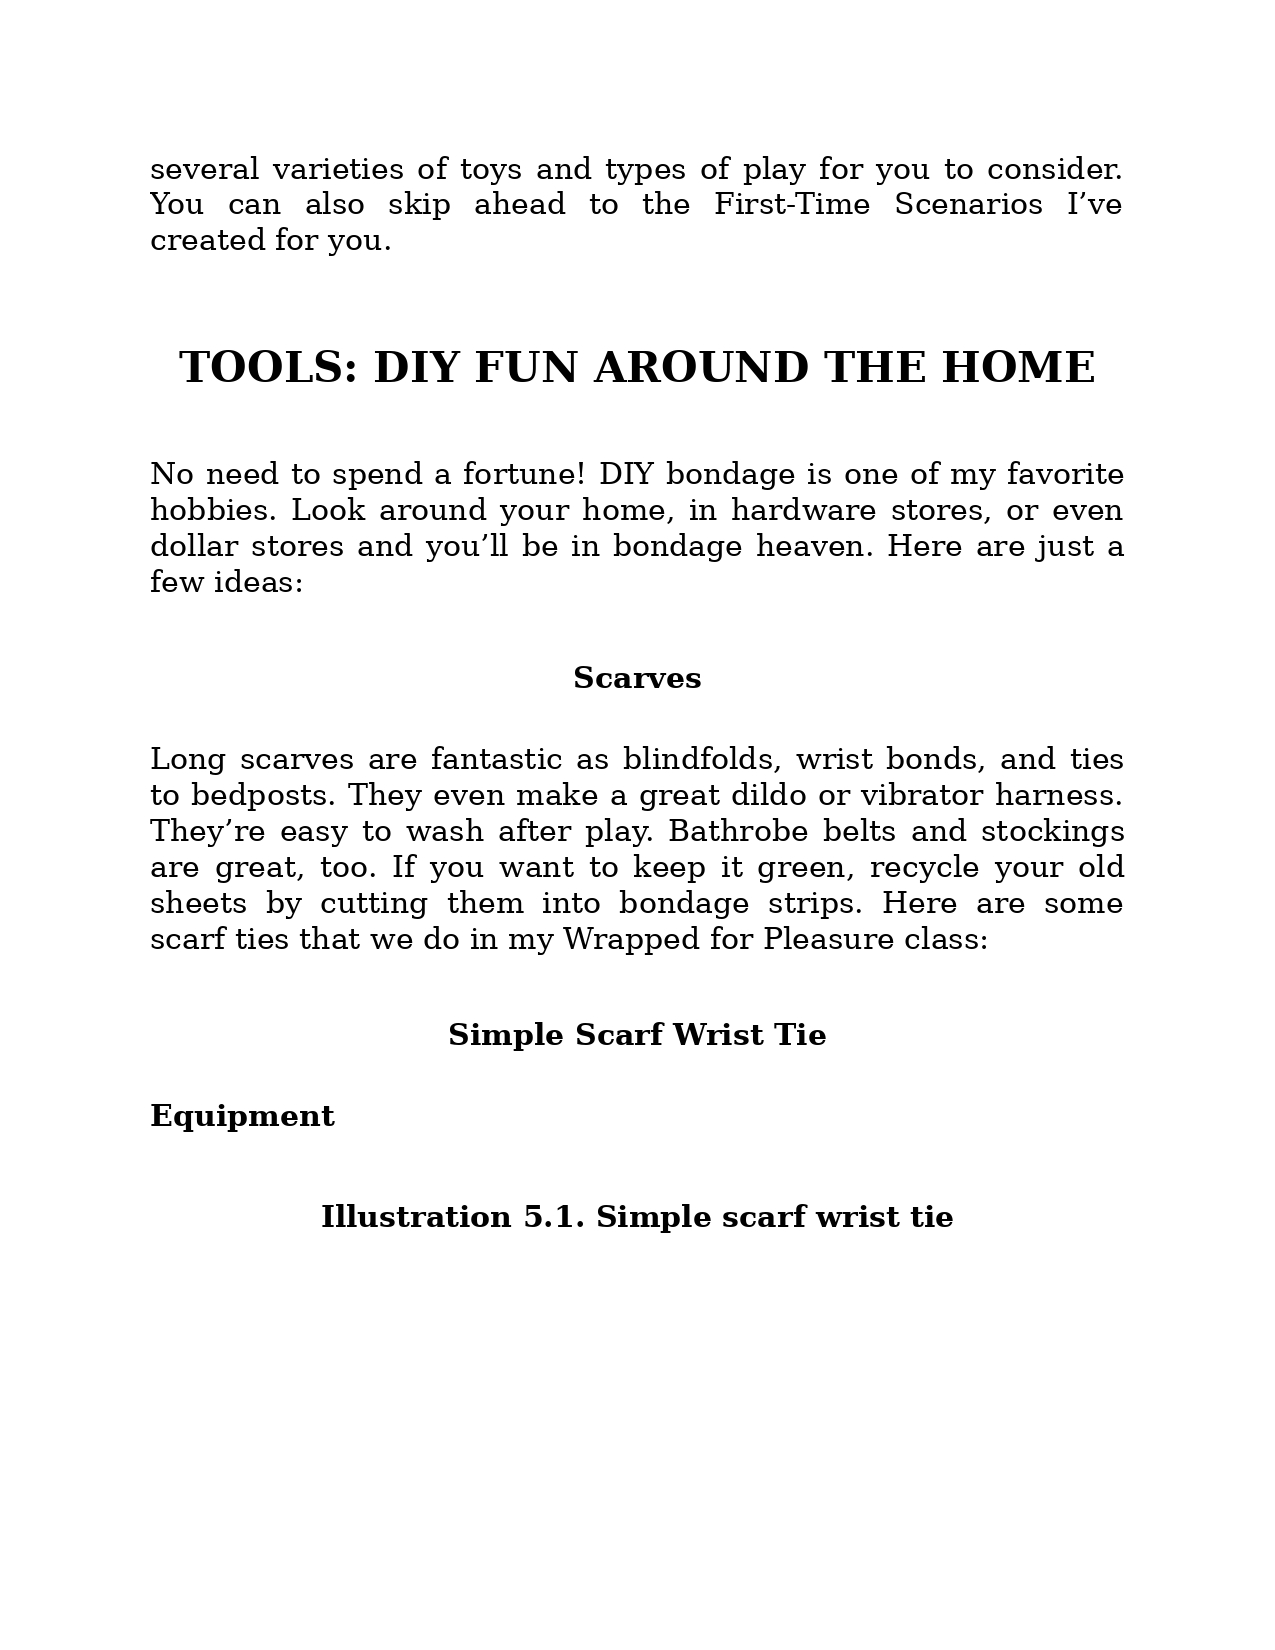 several varieties of toys and types of play for you to consider.
You can also skip ahead to the First-Time Scenarios I’ve
created for you.
TOOLS: DIY FUN AROUND THE HOME
No need to spend a fortune! DIY bondage is one of my favorite
hobbies. Look around your home, in hardware stores, or even
dollar stores and you’ll be in bondage heaven. Here are just a
few ideas:
Scarves
Long scarves are fantastic as blindfolds, wrist bonds, and ties
to bedposts. They even make a great dildo or vibrator harness.
They’re easy to wash after play. Bathrobe belts and stockings
are great, too. If you want to keep it green, recycle your old
sheets by cutting them into bondage strips. Here are some
scarf ties that we do in my Wrapped for Pleasure class:
Simple Scarf Wrist Tie
Equipment
Illustration 5.1. Simple scarf wrist tie